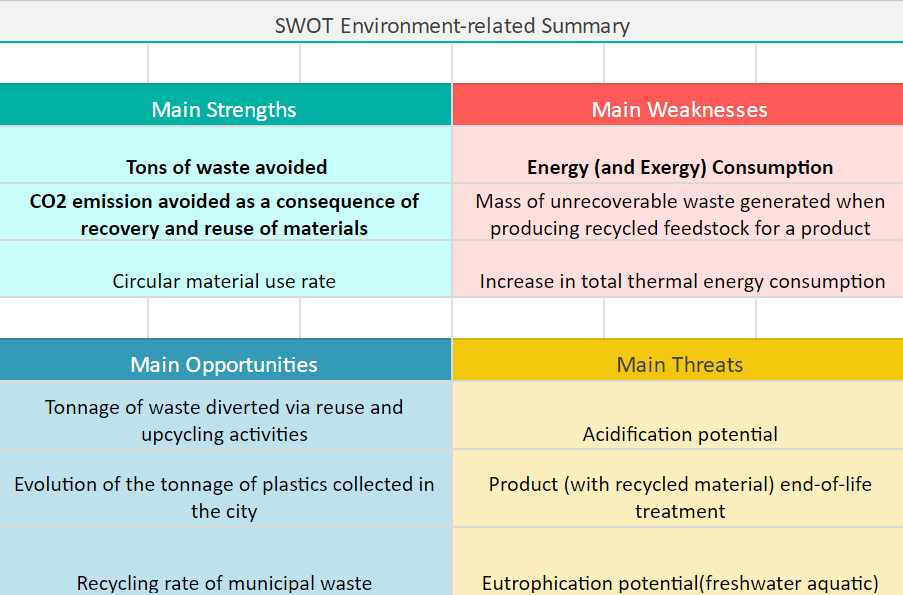 SWOT Environment-related Summary
Main Strengths
Main Weaknesses
Tons of waste avoided
Energy (and Exergy) Consumption
CO2 emission avoided as a consequence of
recovery and reuse of materials
Mass of unrecoverable waste generated when
producing recycled feedstock for a product
Circular material use rate
Increase in total thermal energy consumption
Main Opportunities
Main Threats
Tonnage of waste diverted via reuse and
upcycling activities
Acidification potential
Evolution of the tonnage of plastics collected in
the city
Product (with recycled material) end-of-life
treatment
Recycling rate of municipal waste
Eutrophication potential(freshwater aquatic)